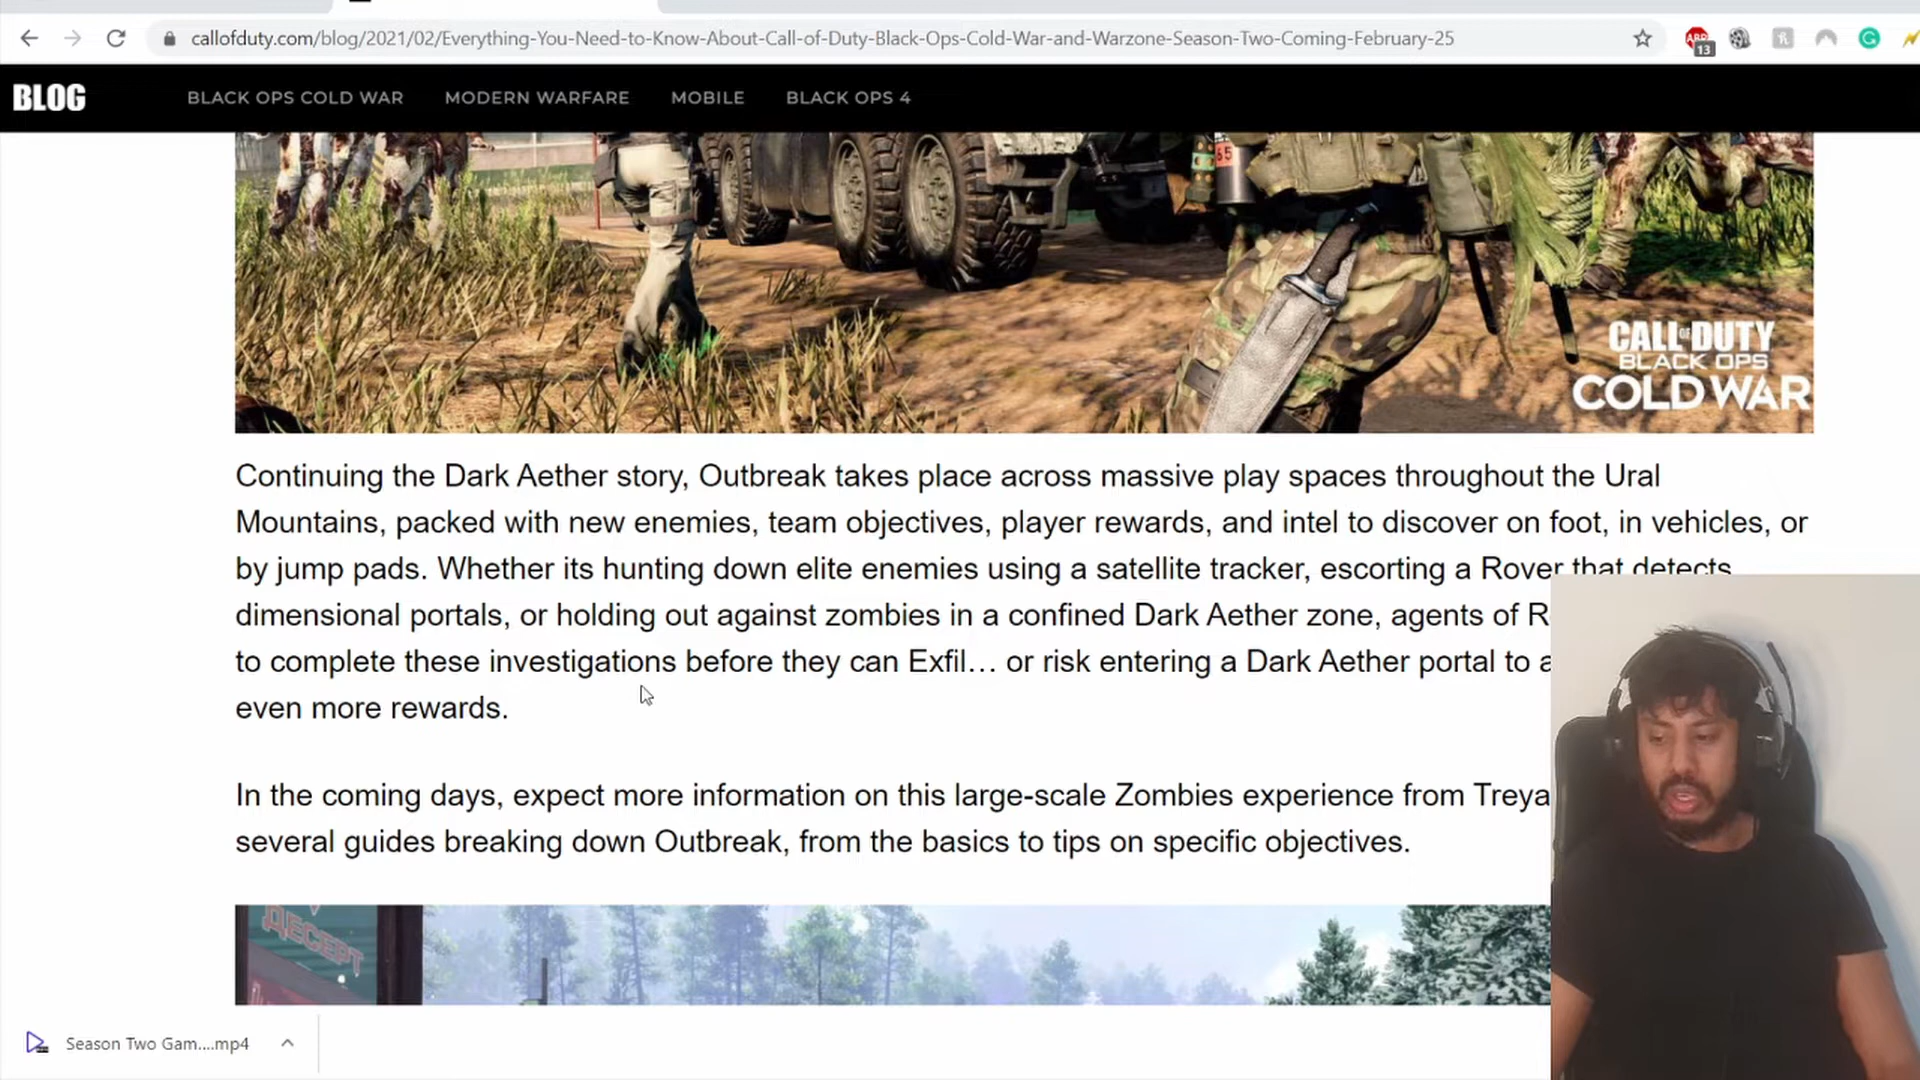 callofduty.com/blog/2021/02/Everything-You-Need-to-Know-About-Call-of-Duty-Black-Ops-Cold-War-and-Warzone-Season-Two-Coming-February-25
ABP
13
BLOG
BLACK OPS COLD WAR
MODERN WARFARE
MOBILE
BLACK OPS 4
65
CALL OF DUTY
BLACK OPS
COLD WAR
Continuing the Dark Aether story, Outbreak takes place across massive play spaces throughout the Ural
Mountains, packed with new enemies, team objectives, player rewards, and intel to discover on foot, in vehicles, or
by jump pads. Whether its hunting down elite enemies using a satellite tracker, escorting a Rover that detects
dimensional portals, or holding out against zombies in a confined Dark Aether zone, agents of R
to complete these investigations before they can Exfil… or risk entering a Dark Aether portal to a
even more rewards.
In the coming days, expect more information on this large-scale Zombies experience from Treya
several guides breaking down Outbreak, from the basics to tips on specific objectives.
ДЕСЕРТ
Season Two Gam....mp4